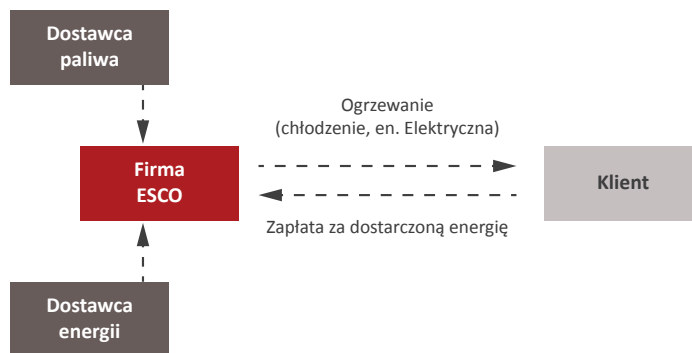 Dostawca
paliwa
Ogrzewanie
(chłodzenie, en. Elektryczna)
Firma
ESCO
Klient
Zapłata za dostarczoną energię
Dostawca
energii